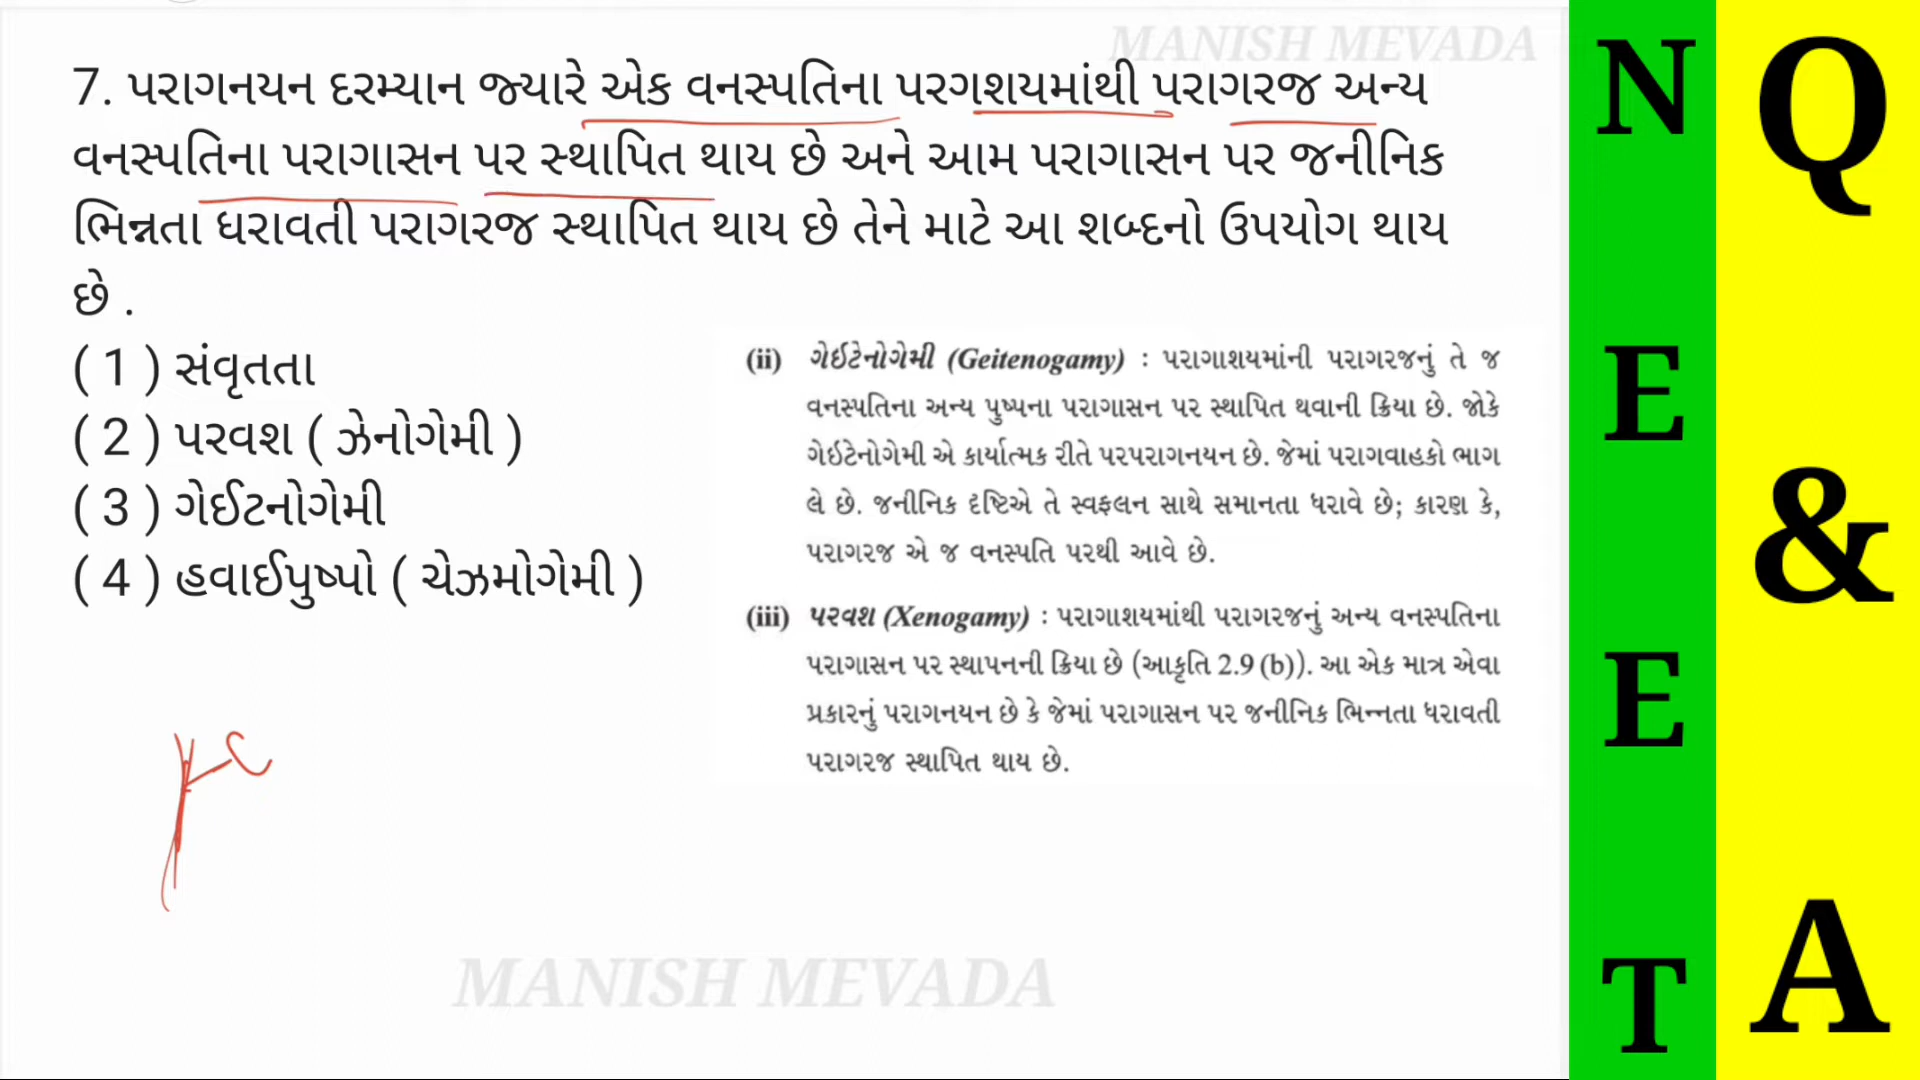 MANISH MEVADA
7. પરાગનયન દરમ્યાન જ્યારે એક વનસ્પતિના પરગશયમાંથી પરાગરજ અન્ય
વનસ્પતિના પરાગાસન પર સ્થાપિત થાય છે અને આમ પરાગાસન પર જનીનિક
ભિન્નતા ધરાવતી પરાગરજ સ્થાપિત થાય છે તેને માટે આ શબ્દનો ઉપયોગ થાય
છે .
( 1 ) સંવૃતતા
( 2 ) પરવશ ( ઝેનોગેમી )
( 3 ) ગેઈટનોગેમી
( 4 ) હવાઈપુષ્પો ( ચેઝમોગેમી )
(ii) ગેઇટેનોગેમી (Geitenogamy) : પરાગાશયમાંની પરાગરજનું તે જ
વનસ્પતિના અન્ય પુષ્પના પરાગાસન પર સ્થાપિત થવાની ક્રિયા છે. જોકે
ગેઇટેનોગેમી એ કાર્યાત્મક રીતે પરપરાગનયન છે. જેમાં પરાગવાહકો ભાગ
લે છે. જનીનિક દૃષ્ટિએ તે સ્વફલન સાથે સમાનતા ધરાવે છે; કારણ કે,
પરાગરજ એ જ વનસ્પતિ પરથી આવે છે.
(iii) પરવશ (Xenogamy) : પરાગાશયમાંથી પરાગરજનું અન્ય વનસ્પતિના
પરાગાસન પર સ્થાપનની ક્રિયા છે (આકૃતિ 2.9 (b)). આ એક માત્ર એવા
પ્રકારનું પરાગનયન છે કે જેમાં પરાગાસન પર જનીનિક ભિન્નતા ધરાવતી
પરાગરજ સ્થાપિત થાય છે.
MANISH MEVADA
N
E
E
T
Q
&
A